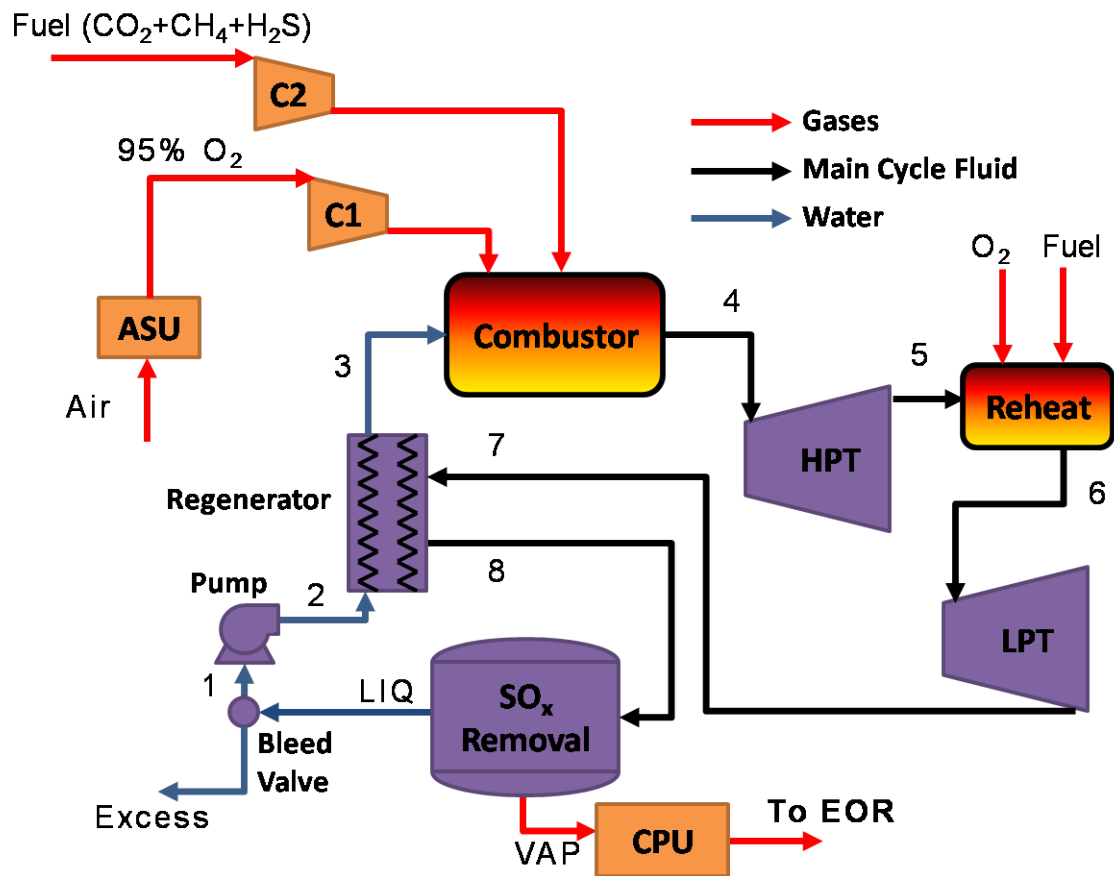 Fuel (CO₂+CH₄+H₂S)
C2
95% O₂
C1
Gases
Main Cycle Fluid
Water
ASU
Air
Combustor
3
4
O₂
Fuel
5
Reheat
HPT
6
7
Regenerator
8
Pump
2
LPT
1
LIQ
SOₓ
Removal
Bleed
Valve
Excess
VAP
CPU
To EOR